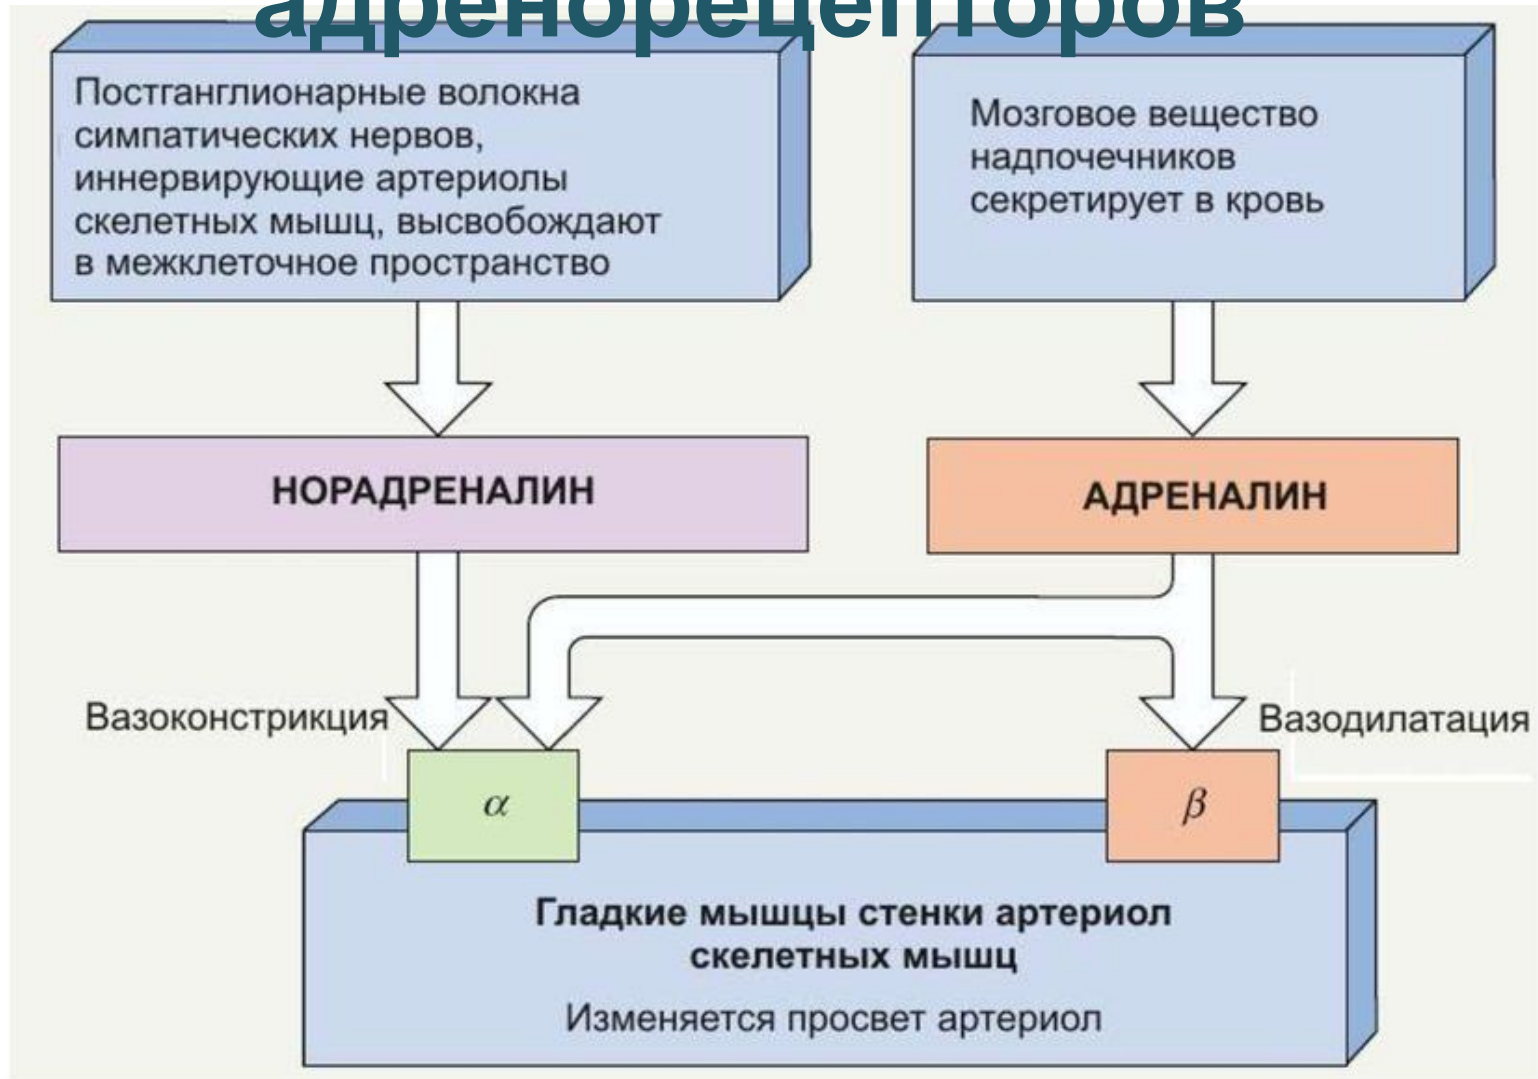 адренорецепторов
Постганглионарные волокна
симпатических нервов,
иннервирующие артериолы
скелетных мышц, высвобождают
в межклеточное пространство
Мозговое вещество
надпочечников
секретирует в кровь
НОРАДРЕНАЛИН
АДРЕНАЛИН
Вазоконстрикция
Вазодилатация
α
β
Гладкие мышцы стенки артериол
скелетных мышц
Изменяется просвет артериол